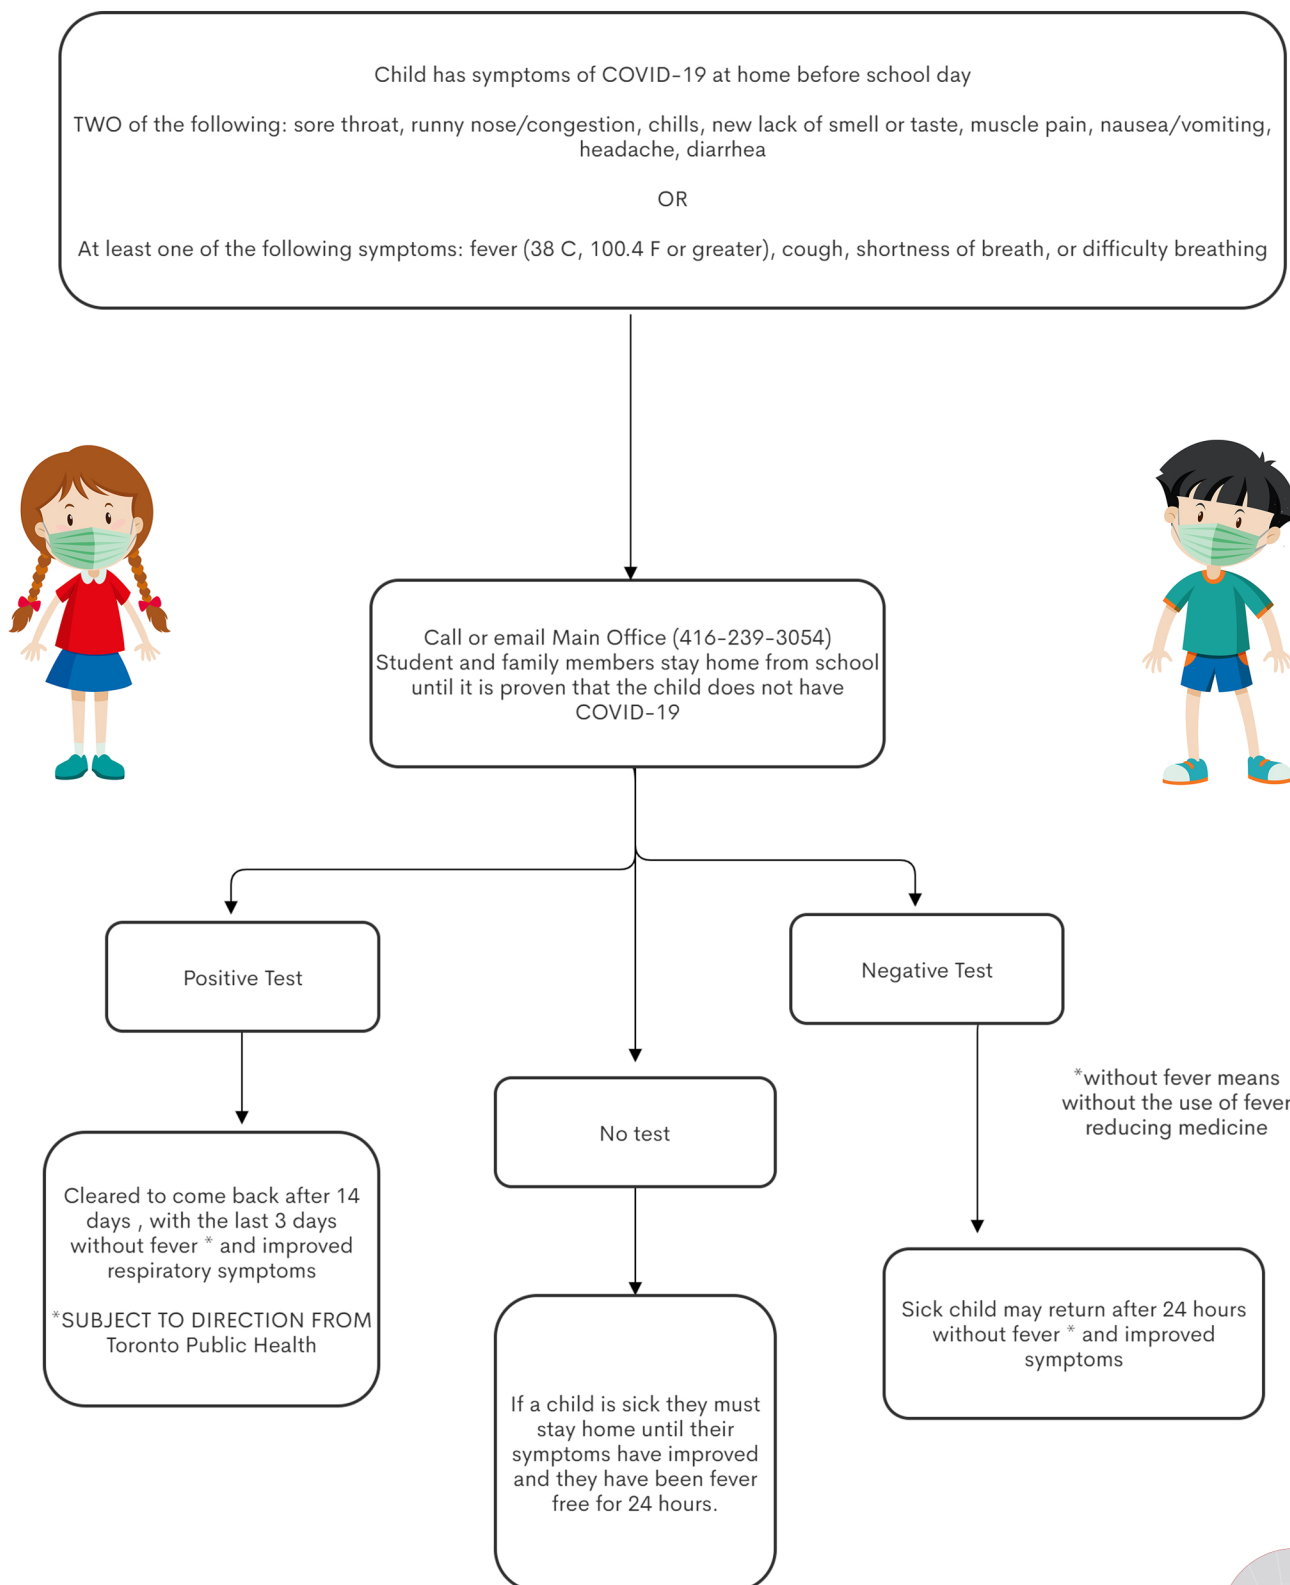 Child has symptoms of COVID-19 at home before school day
TWO of the following: sore throat, runny nose/congestion, chills, new lack of smell or taste, muscle pain, nausea/vomiting,
headache, diarrhea
OR
At least one of the following symptoms: fever (38 C, 100.4 F or greater), cough, shortness of breath, or difficulty breathing
Call or email Main Office (416-239-3054)
Student and family members stay home from school
until it is proven that the child does not have
COVID-19
Positive Test
Negative Test
No test
*without fever means
without the use of fever
reducing medicine
Cleared to come back after 14
days , with the last 3 days
without fever * and improved
respiratory symptoms
*SUBJECT TO DIRECTION FROM
Toronto Public Health
If a child is sick they must
stay home until their
symptoms have improved
and they have been fever
free for 24 hours.
Sick child may return after 24 hours
without fever * and improved
symptoms